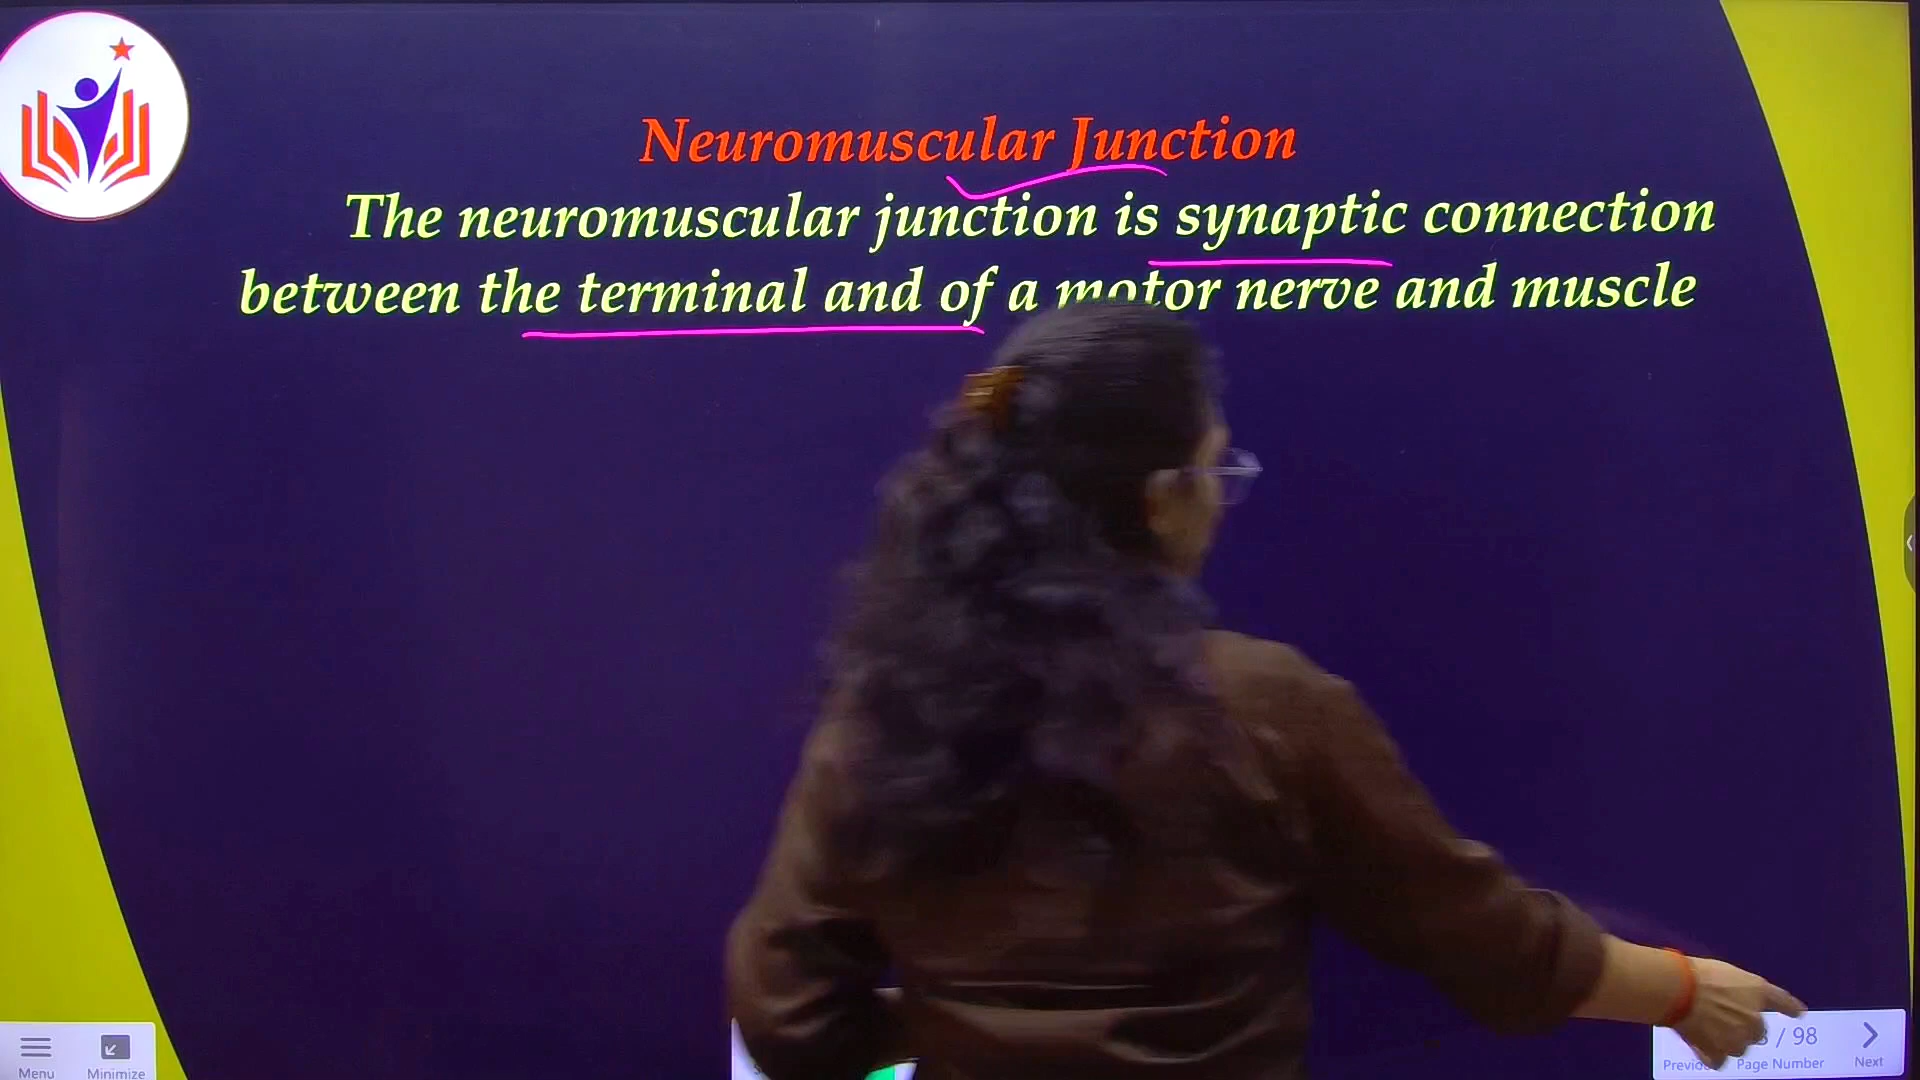 Neuromuscular Junction
The neuromuscular junction is synaptic connection
between the terminal and of a motor nerve and muscle
Menu
Minimize
/ 98
Page Number
Next